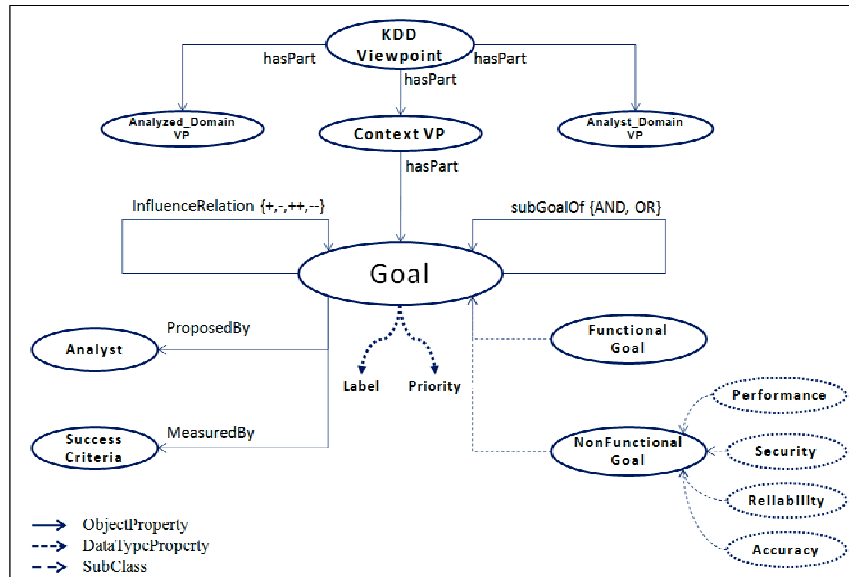 KDD
Viewpoint
hasPart
hasPart
hasPart
Analyzed_Domain
VP
Context VP
Analyst_Domain
VP
hasPart
InfluenceRelation {+,-,++,--}
subGoalOf {AND, OR}
Goal
ProposedBy
Analyst
Functional
Goal
Label
Priority
Performance
MeasuredBy
Success
Criteria
NonFunctional
Goal
Security
Reliability
Accuracy
ObjectProperty
DataTypeProperty
SubClass